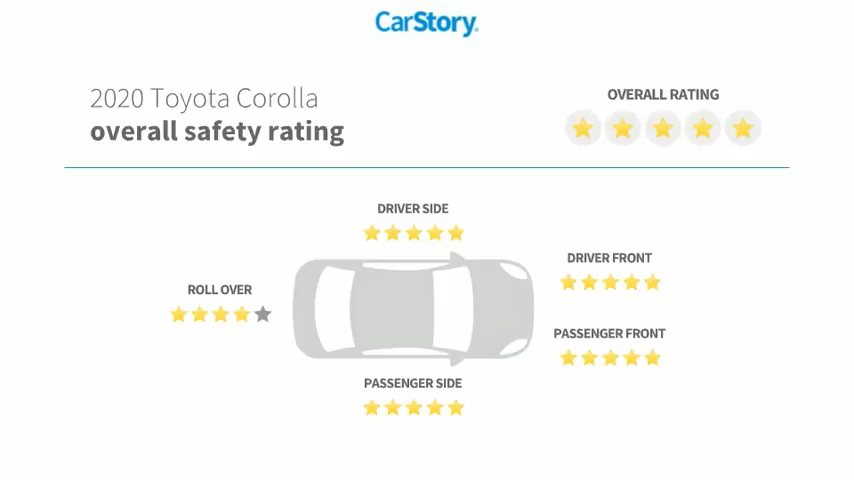 CarStory.
2020 Toyota Corolla
overall safety rating
OVERALL RATING
DRIVER SIDE
DRIVER FRONT
ROLL OVER
PASSENGER FRONT
PASSENGER SIDE